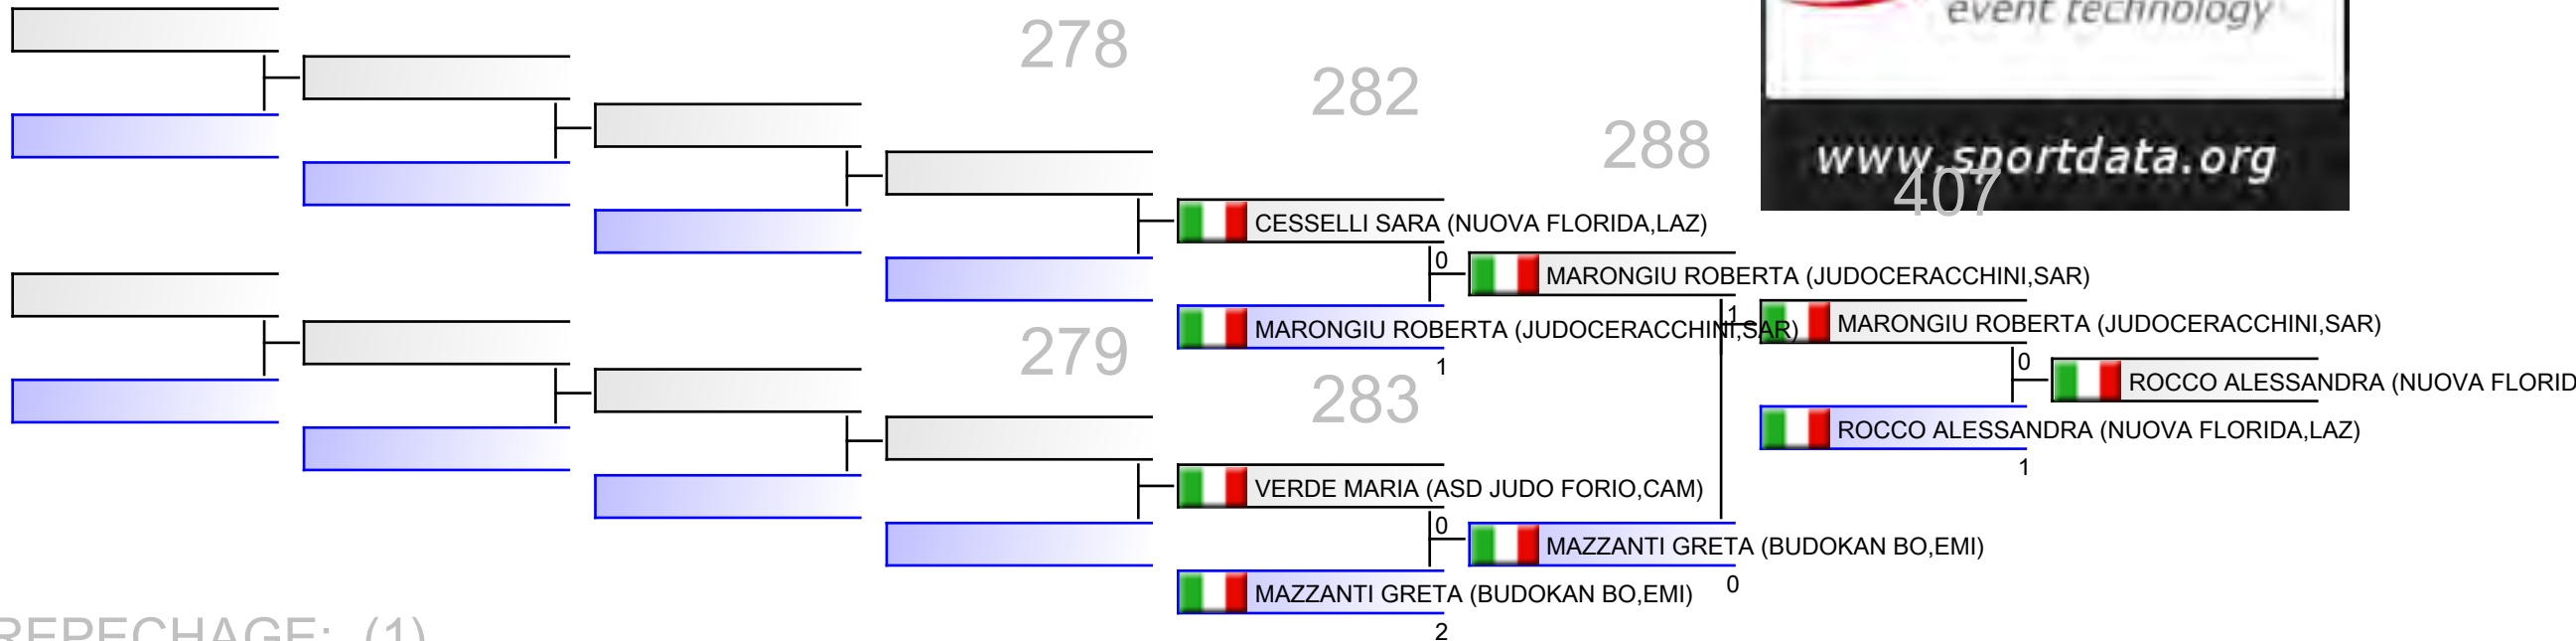 event technology
278
282
288
www.sportdata.org
407
CESSELLI SARA (NUOVA FLORIDA,LAZ)
0
MARONGIU ROBERTA (JUDOCERACCHINI,SAR)
1
MARONGIU ROBERTA (JUDOCERACCHINI,SAR)
MARONGIU ROBERTA (JUDOCERACCHINI,SAR)
1
279
0
ROCCO ALESSANDRA (NUOVA FLORID
283
ROCCO ALESSANDRA (NUOVA FLORIDA,LAZ)
1
VERDE MARIA (ASD JUDO FORIO,CAM)
0
MAZZANTI GRETA (BUDOKAN BO,EMI)
0
MAZZANTI GRETA (BUDOKAN BO,EMI)
2
REPECHAGE: (1)